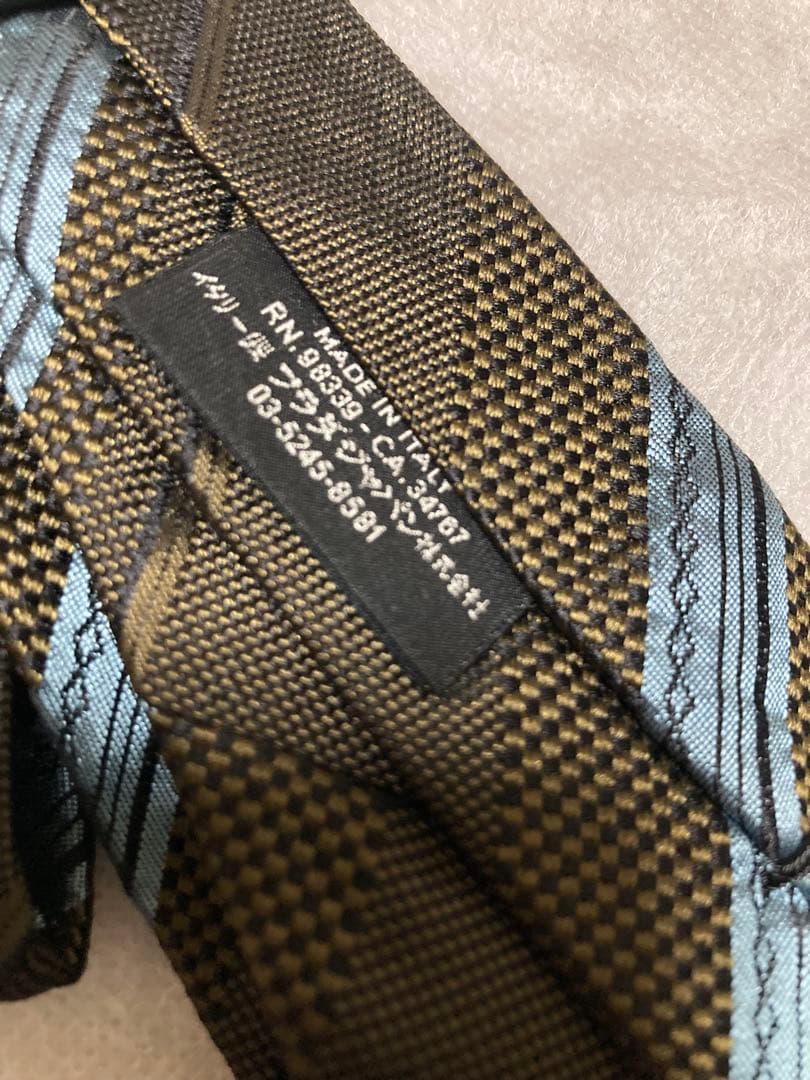 MADE IN ITALY
RN. 98339 - CA. 34767
イタリー製 プラダジャパン株式会社
03-5245-8581